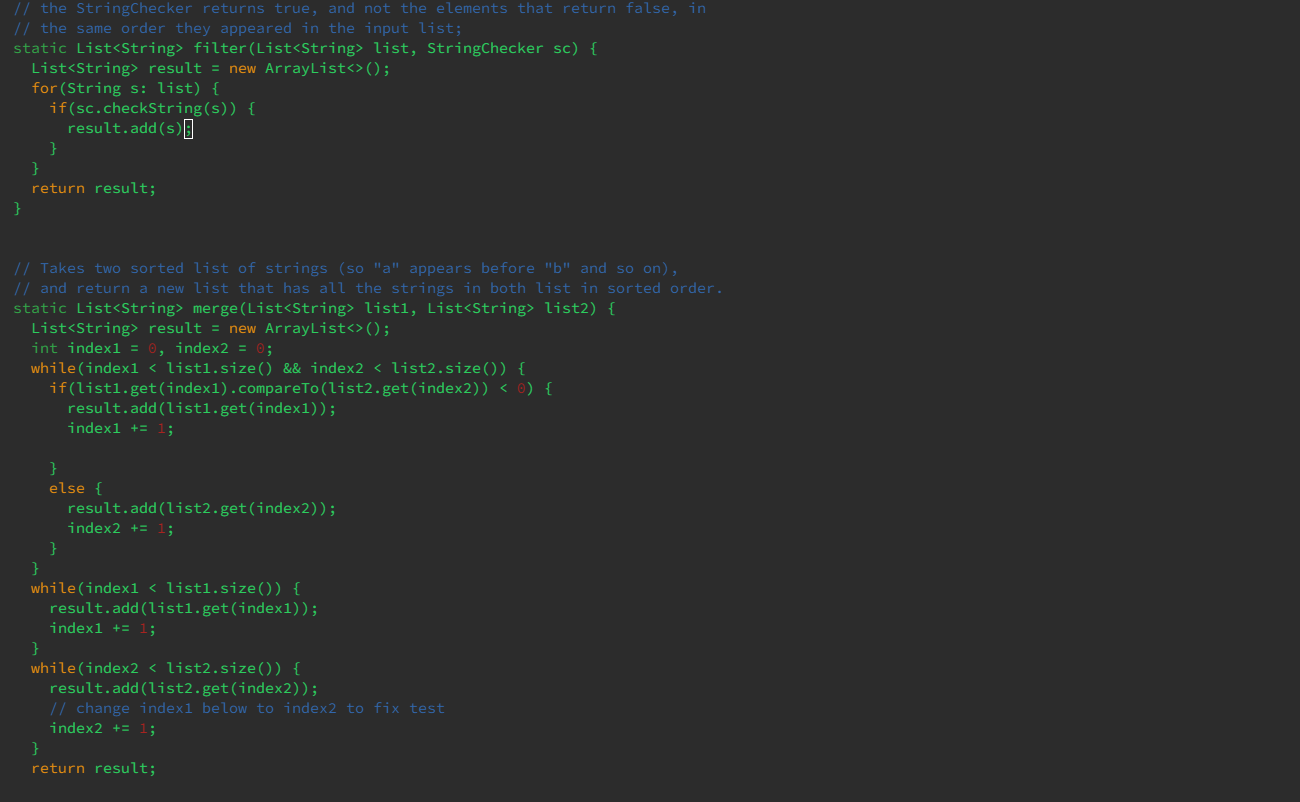 // the StringChecker returns true, and not the elements that return false, in
// the same order they appeared in the input list;
static List<String> filter(List<String> list, StringChecker sc) {
  List<String> result = new ArrayList<>();
  for(String s: list) {
    if(sc.checkString(s)) {
      result.add(s);
    }
  }
  return result;
}
// Takes two sorted list of strings (so "a" appears before "b" and so on),
// and return a new list that has all the strings in both list in sorted order.
static List<String> merge(List<String> list1, List<String> list2) {
  List<String> result = new ArrayList<>();
  int index1 = 0, index2 = 0;
  while(index1 < list1.size() && index2 < list2.size()) {
    if(list1.get(index1).compareTo(list2.get(index2)) < 0) {
      result.add(list1.get(index1));
      index1 += 1;
    }
    else {
      result.add(list2.get(index2));
      index2 += 1;
    }
  }
  while(index1 < list1.size()) {
    result.add(list1.get(index1));
    index1 += 1;
  }
  while(index2 < list2.size()) {
    result.add(list2.get(index2));
    // change index1 below to index2 to fix test
    index2 += 1;
  }
  return result;